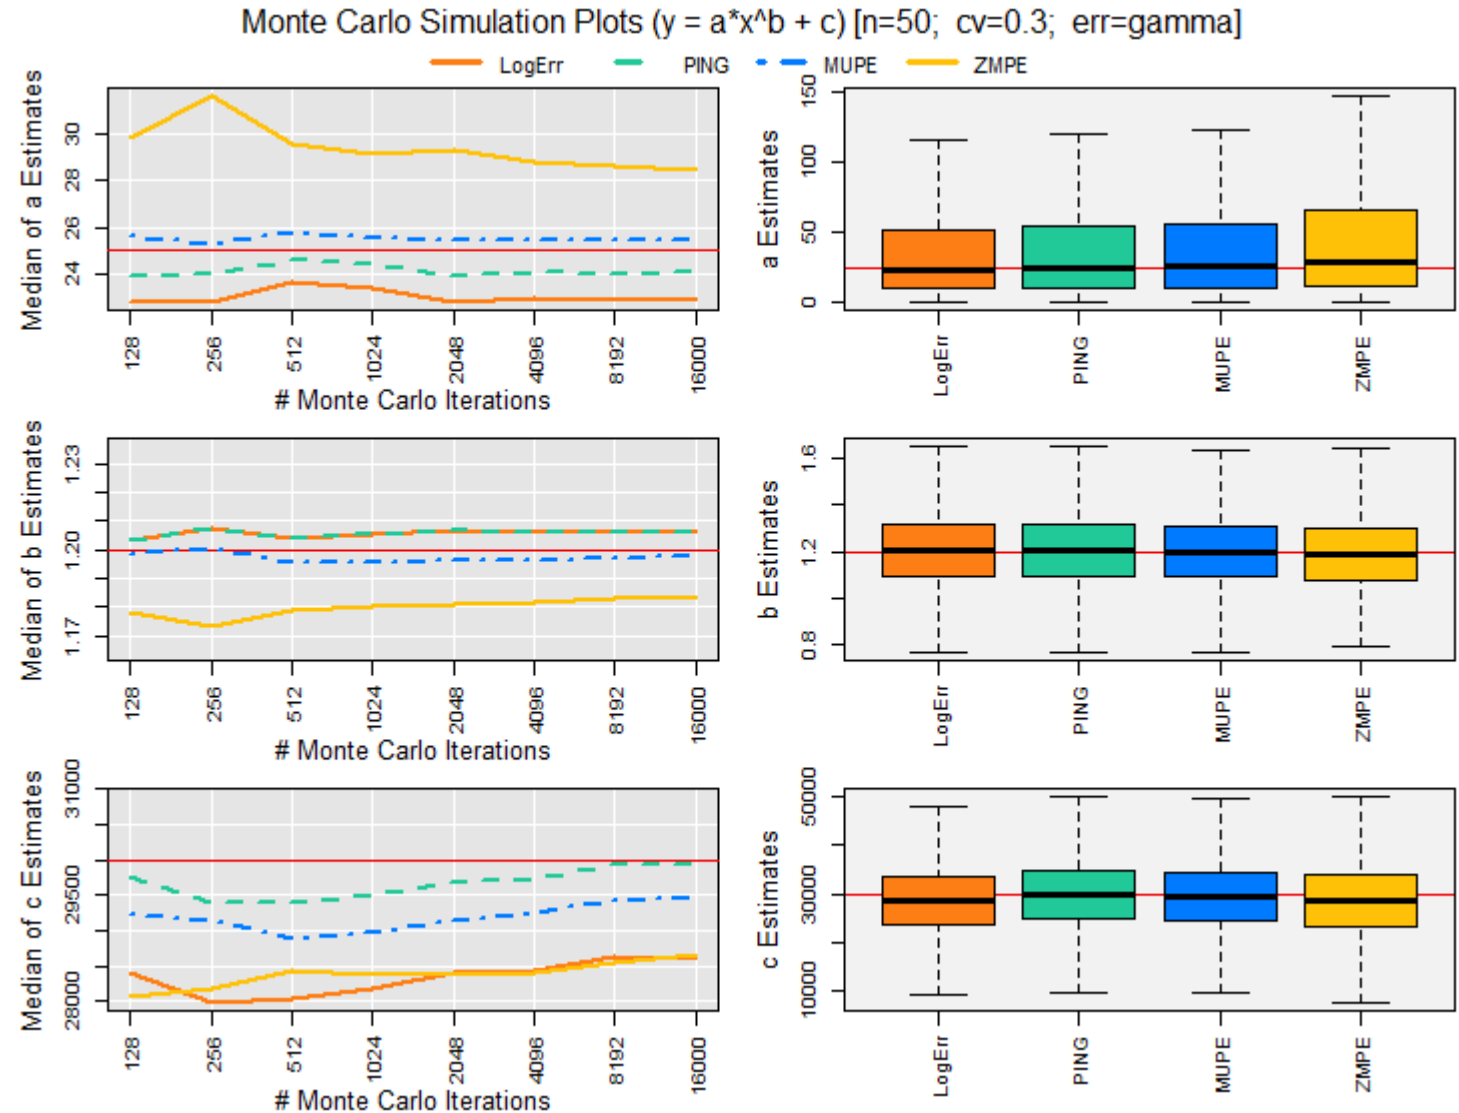 Monte Carlo Simulation Plots (y = a*x^b + c) [n=50; cv=0.3; err=gamma]
LogErr PING MUPE ZMPE
Median of a Estimates
30
28
26
24
128 256 512 1024 2048 4096 8192 16000
# Monte Carlo Iterations
a Estimates
150
100
50
0
LogErr PING MUPE ZMPE
Median of b Estimates
1.23
1.20
1.17
128 256 512 1024 2048 4096 8192 16000
# Monte Carlo Iterations
b Estimates
1.6
1.2
0.8
LogErr PING MUPE ZMPE
Median of c Estimates
31000
29500
28000
128 256 512 1024 2048 4096 8192 16000
# Monte Carlo Iterations
c Estimates
50000
30000
10000
LogErr PING MUPE ZMPE